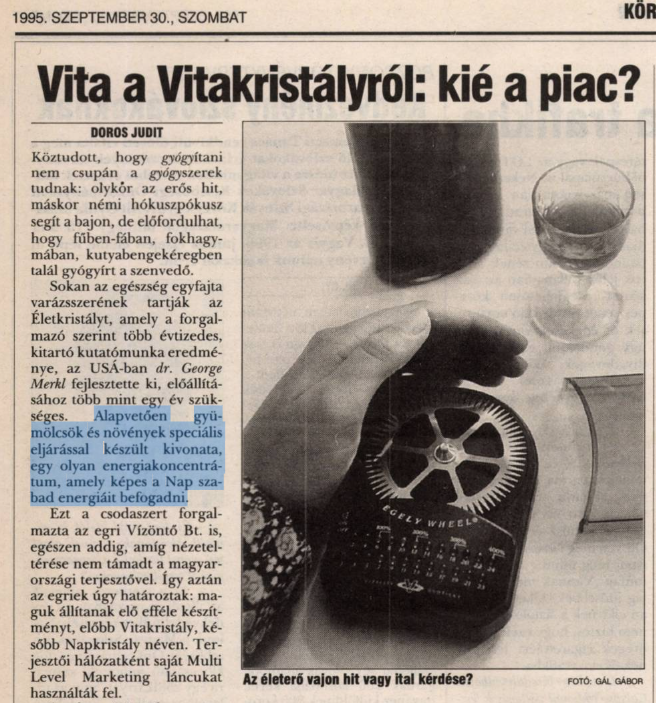 1995. SZEPTEMBER 30., SZOMBAT
KÖR
Vita a Vitakristályról: kié a piac?
DOROS JUDIT
Köztudott, hogy gyógyítani
nem csupán a gyógyszerek
tudnak: olykor az erős hit,
máskor némi hókuszpókusz
segít a bajon, de előfordulhat,
hogy fűben-fában, fokhagy-
mában, kutyabengekéregben
talál gyógyírt a szenvedő.
Sokan az egészség egyfajta
varázsszerének tartják az
Életkristályt, amely a forgal-
mazó szerint több évtizedes,
kitartó kutatómunka eredmé-
nye, az USÁ-ban dr. George
Merkl fejlesztette ki, előállítá-
sához több mint egy év szük-
séges. Alapvetően gyü-
mölcsök és növények speciális
eljárással készült kivonata,
egy olyan energiakoncentrá-
tum, amely képes a Nap sza-
bad energiáit befogadni.
Ezt a csodaszert forgal-
mazta az egri Vízöntő Bt. is,
egészen addig, amíg nézetel-
térése nem támadt a magyar-
országi terjesztővel. Így aztán
az egriek úgy határoztak: ma-
guk állítanak elő efféle készít-
ményt, előbb Vitakristály, ké-
sőbb Napkristály néven. Ter-
jesztői hálózatként saját Multi
Level Marketing láncukat
használták fel.
EGELY WHEEL
Az életerő vajon hit vagy ital kérdése?
FOTÓ: GÁL GÁBOR